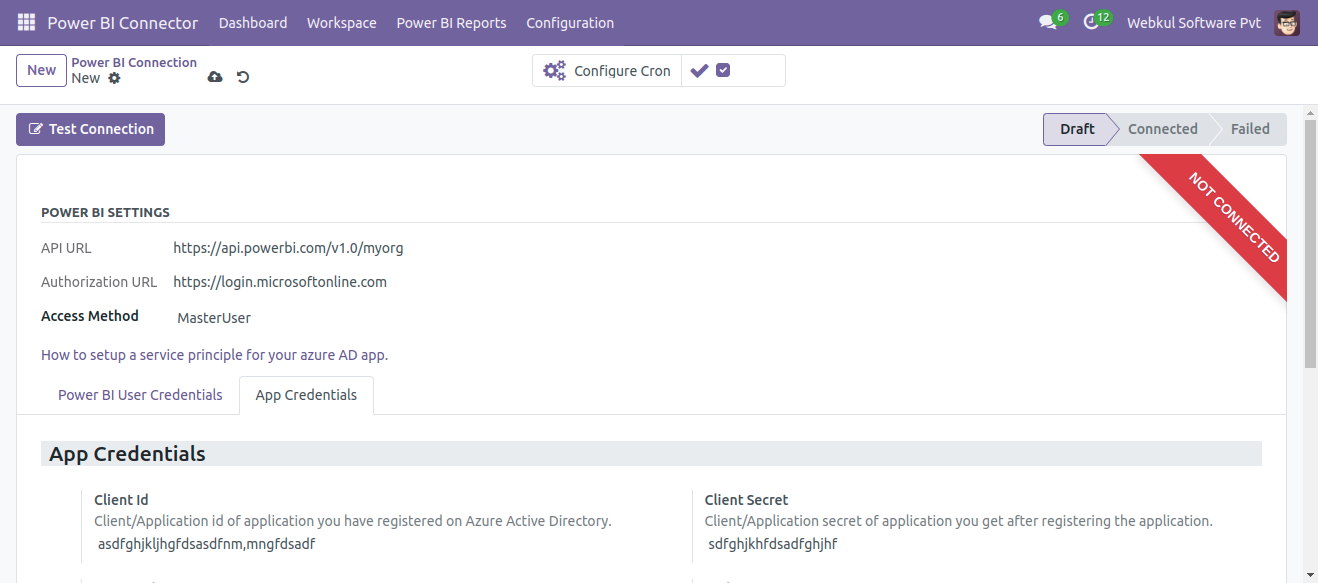 Power BI Connector Dashboard Workspace Power BI Reports Configuration 6 12 Webkul Software Pvt
New Power BI Connection
New
Configure Cron
Test Connection Draft Connected Failed
NOT CONNECTED
POWER BI SETTINGS
API URL https://api.powerbi.com/v1.0/myorg
Authorization URL https://login.microsoftonline.com
Access Method MasterUser
How to setup a service principle for your azure AD app.
Power BI User Credentials App Credentials
App Credentials
Client Id Client Secret
Client/Application id of application you have registered on Azure Active Directory. Client/Application secret of application you get after registering the application.
asdfghjkljhgfdsasdfnm,mngfdsadf sdfghjkhfdsadfghjhf